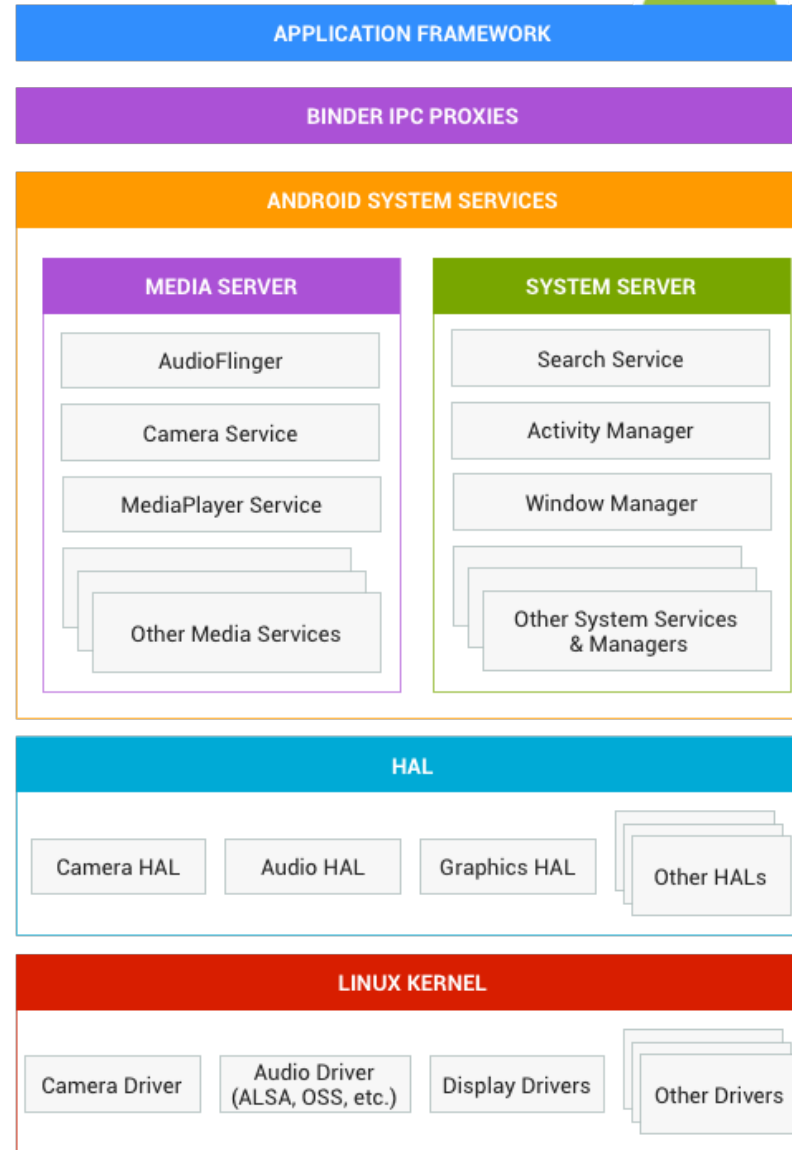 APPLICATION FRAMEWORK
BINDER IPC PROXIES
ANDROID SYSTEM SERVICES
MEDIA SERVER
AudioFlinger
Camera Service
MediaPlayer Service
Other Media Services
SYSTEM SERVER
Search Service
Activity Manager
Window Manager
Other System Services
& Managers
HAL
Camera HAL
Audio HAL
Graphics HAL
Other HALs
LINUX KERNEL
Camera Driver
Audio Driver
(ALSA, OSS, etc.)
Display Drivers
Other Drivers